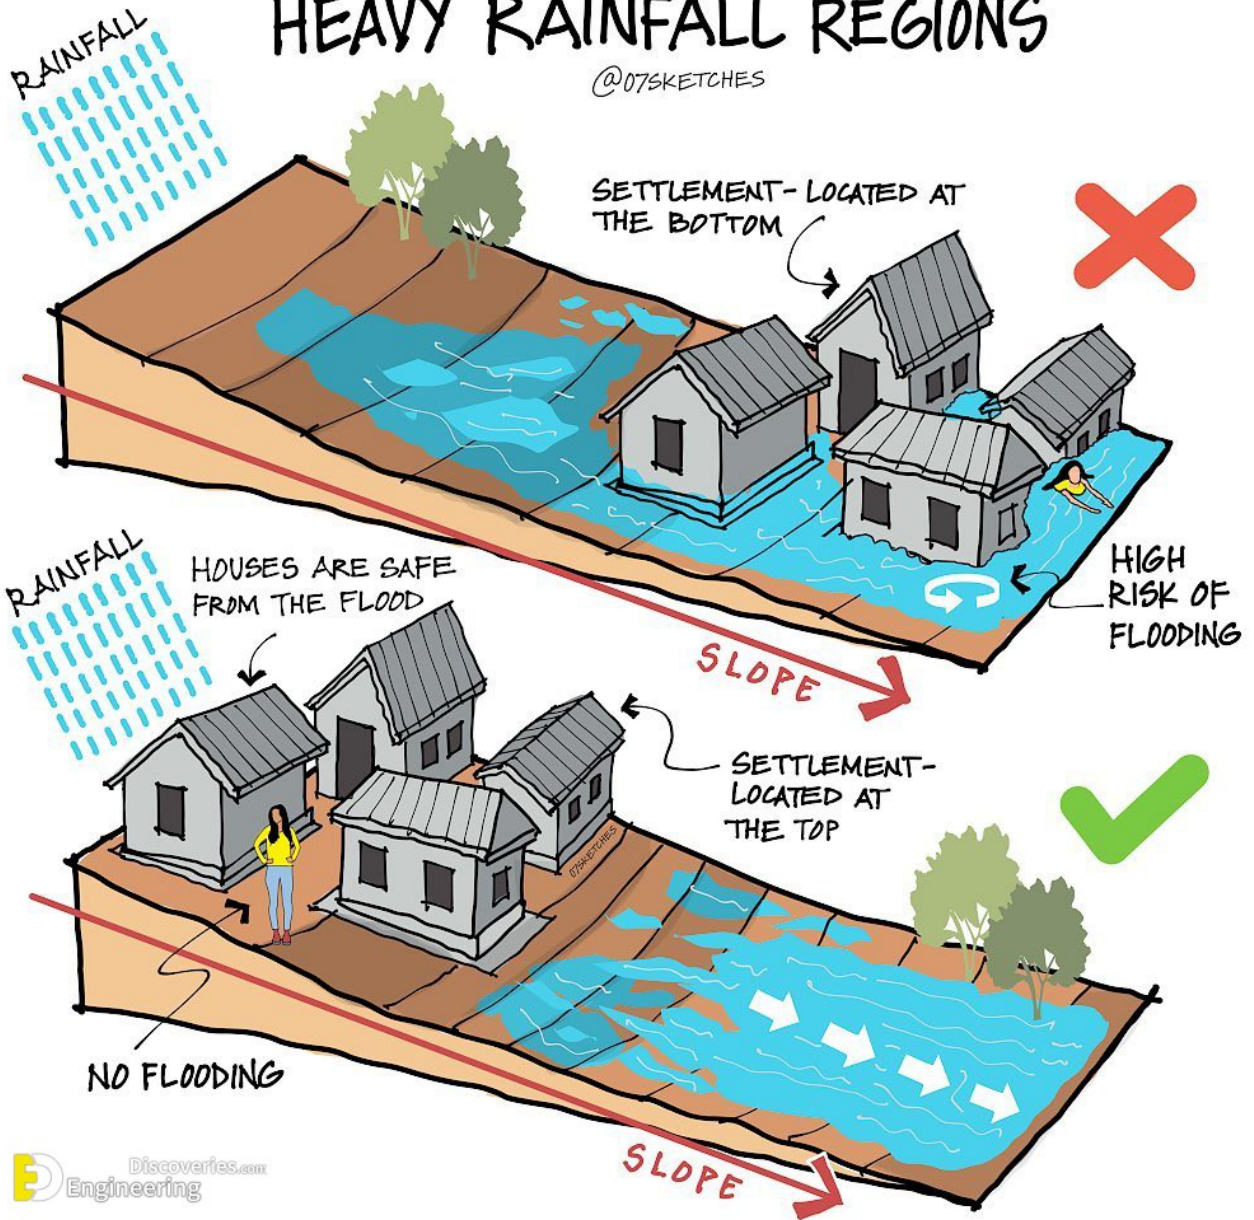 HEAVY RAINFALL REGIONS
@07SKETCHES
RAINFALL
SETTLEMENT- LOCATED AT
THE BOTTOM
HIGH
RISK OF
FLOODING
SLOPE
RAINFALL
HOUSES ARE SAFE
FROM THE FLOOD
SETTLEMENT-
LOCATED AT
THE TOP
07SKETCHES
NO FLOODING
SLOPE
ED
Discoveries.com
Engineering